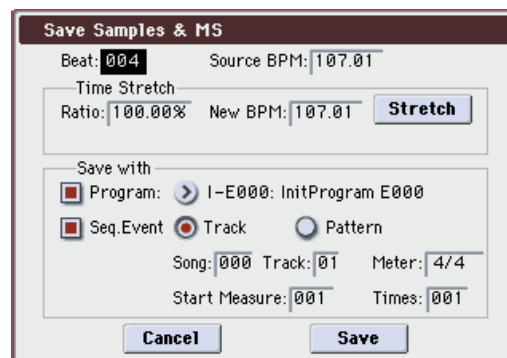 Save Samples & MS
Beat: 004 Source BPM: 107.01
Time Stretch
Ratio: 100.00% New BPM: 107.01 Stretch
Save with
Program: I-E000: InitProgram E000
Seq.Event Track Pattern
Song: 000 Track: 01 Meter: 4/4
Start Measure: 001 Times: 001
Cancel Save